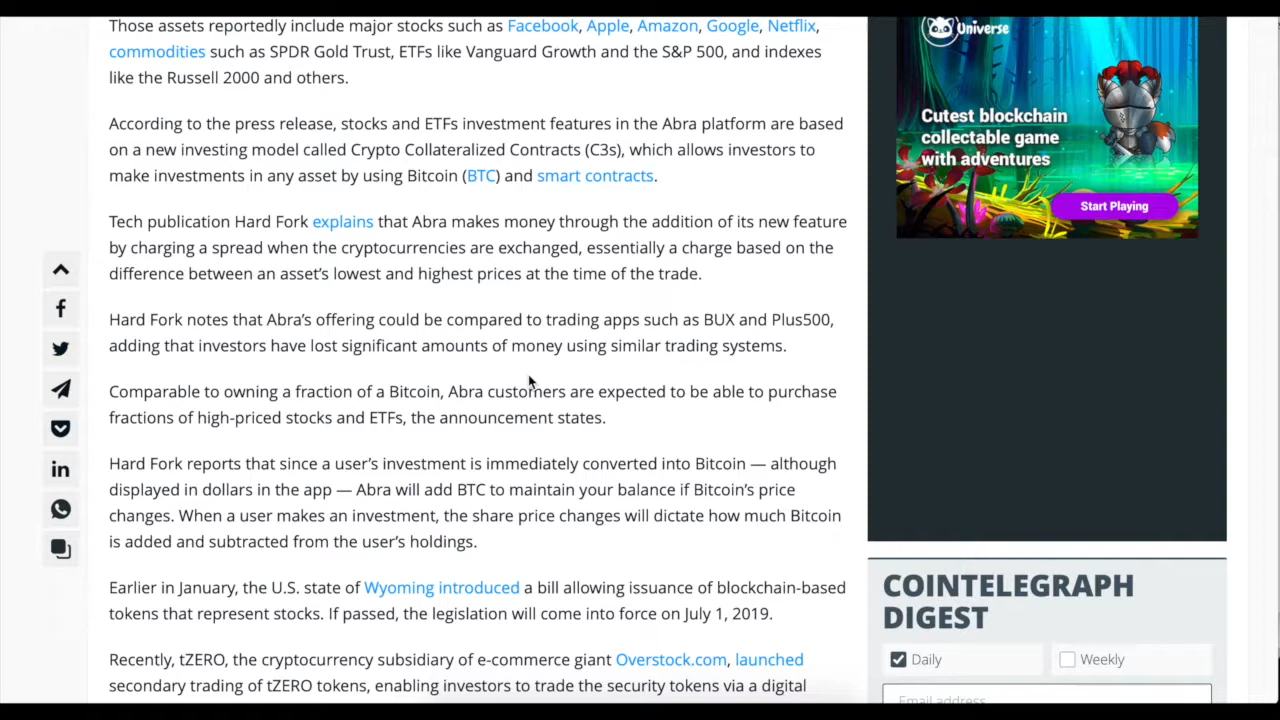 Those assets reportedly include major stocks such as Facebook, Apple, Amazon, Google, Netflix,
commodities such as SPDR Gold Trust, ETFs like Vanguard Growth and the S&P 500, and indexes
like the Russell 2000 and others.
According to the press release, stocks and ETFs investment features in the Abra platform are based
on a new investing model called Crypto Collateralized Contracts (C3s), which allows investors to
make investments in any asset by using Bitcoin (BTC) and smart contracts.
Tech publication Hard Fork explains that Abra makes money through the addition of its new feature
by charging a spread when the cryptocurrencies are exchanged, essentially a charge based on the
difference between an asset’s lowest and highest prices at the time of the trade.
Hard Fork notes that Abra’s offering could be compared to trading apps such as BUX and Plus500,
adding that investors have lost significant amounts of money using similar trading systems.
Comparable to owning a fraction of a Bitcoin, Abra customers are expected to be able to purchase
fractions of high-priced stocks and ETFs, the announcement states.
Hard Fork reports that since a user’s investment is immediately converted into Bitcoin — although
displayed in dollars in the app — Abra will add BTC to maintain your balance if Bitcoin’s price
changes. When a user makes an investment, the share price changes will dictate how much Bitcoin
is added and subtracted from the user’s holdings.
Earlier in January, the U.S. state of Wyoming introduced a bill allowing issuance of blockchain-based
tokens that represent stocks. If passed, the legislation will come into force on July 1, 2019.
Recently, tZERO, the cryptocurrency subsidiary of e-commerce giant Overstock.com, launched
secondary trading of tZERO tokens, enabling investors to trade the security tokens via a digital
Universe
Cutest blockchain
collectable game
with adventures
Start Playing
COINTELEGRAPH
DIGEST
Daily
Weekly
Email address